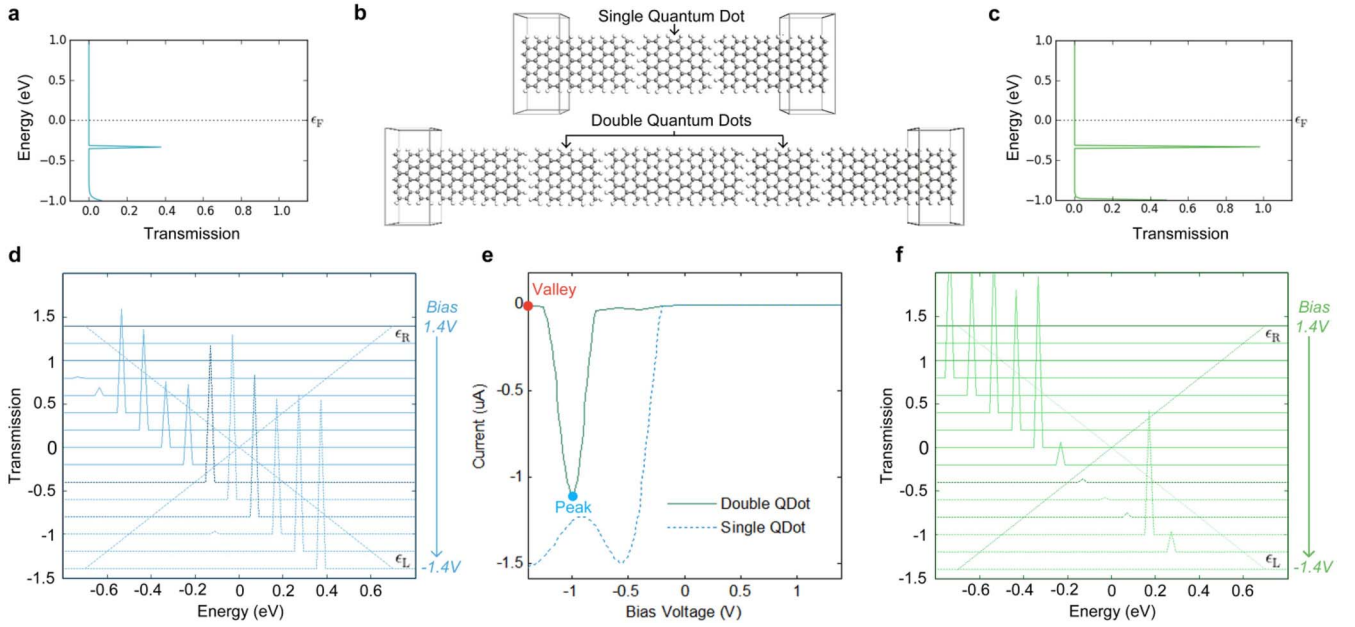 a
1.0
0.5
0.0
−0.5
−1.0
Energy (eV)
εF
0.0 0.2 0.4 0.6 0.8 1.0
Transmission
b
Single Quantum Dot
Double Quantum Dots
c
1.0
0.5
0.0
−0.5
−1.0
Energy (eV)
εF
0.0 0.2 0.4 0.6 0.8 1.0
Transmission
d
1.5
1
0.5
0
-0.5
-1
-1.5
Transmission
εR
εL
-0.6 -0.4 -0.2 0 0.2 0.4 0.6
Energy (eV)
Bias
1.4V
-1.4V
e
0
-0.5
-1
-1.5
Current (uA)
Valley
Peak
Double QDot
Single QDot
-1 -0.5 0 0.5 1
Bias Voltage (V)
f
1.5
1
0.5
0
-0.5
-1
-1.5
Transmission
εR
εL
-0.6 -0.4 -0.2 0 0.2 0.4 0.6
Energy (eV)
Bias
1.4V
-1.4V